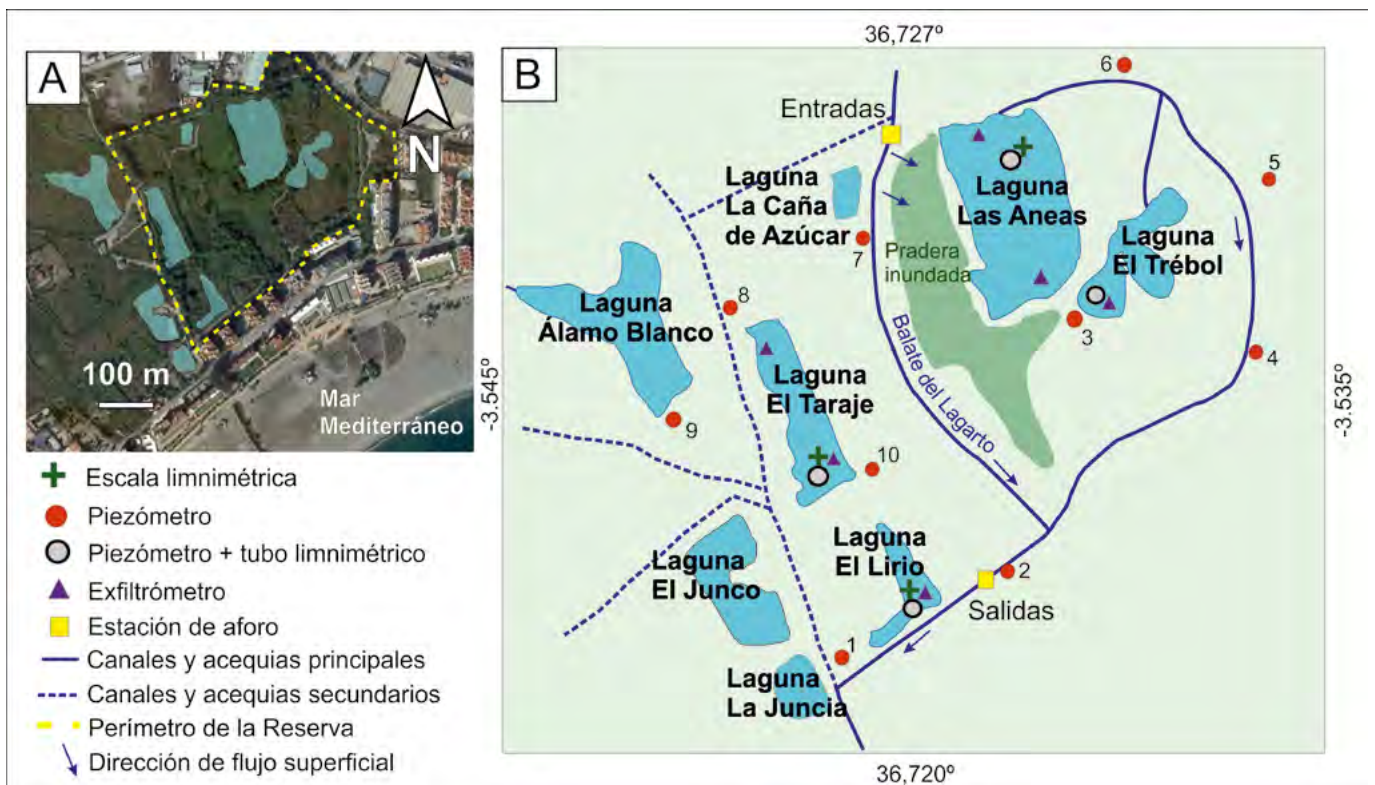 A
N
100 m
Mar
Mediterráneo
Escala limnimétrica
Piezómetro
Piezómetro + tubo limnimétrico
Exfiltrómetro
Estación de aforo
Canales y acequias principales
Canales y acequias secundarios
Perímetro de la Reserva
Dirección de flujo superficial
36,727º
B
6
Entradas
5
Laguna
La Caña
de Azúcar
Laguna
Las Aneas
Laguna
El Trébol
7
Pradera
inundada
8
Laguna
Álamo Blanco
3
4
Laguna
El Taraje
Balate del Lagarto
-3.545º
-3.535º
9
10
Laguna
El Junco
Laguna
El Lirio
2
Salidas
1
Laguna
La Juncia
36,720º